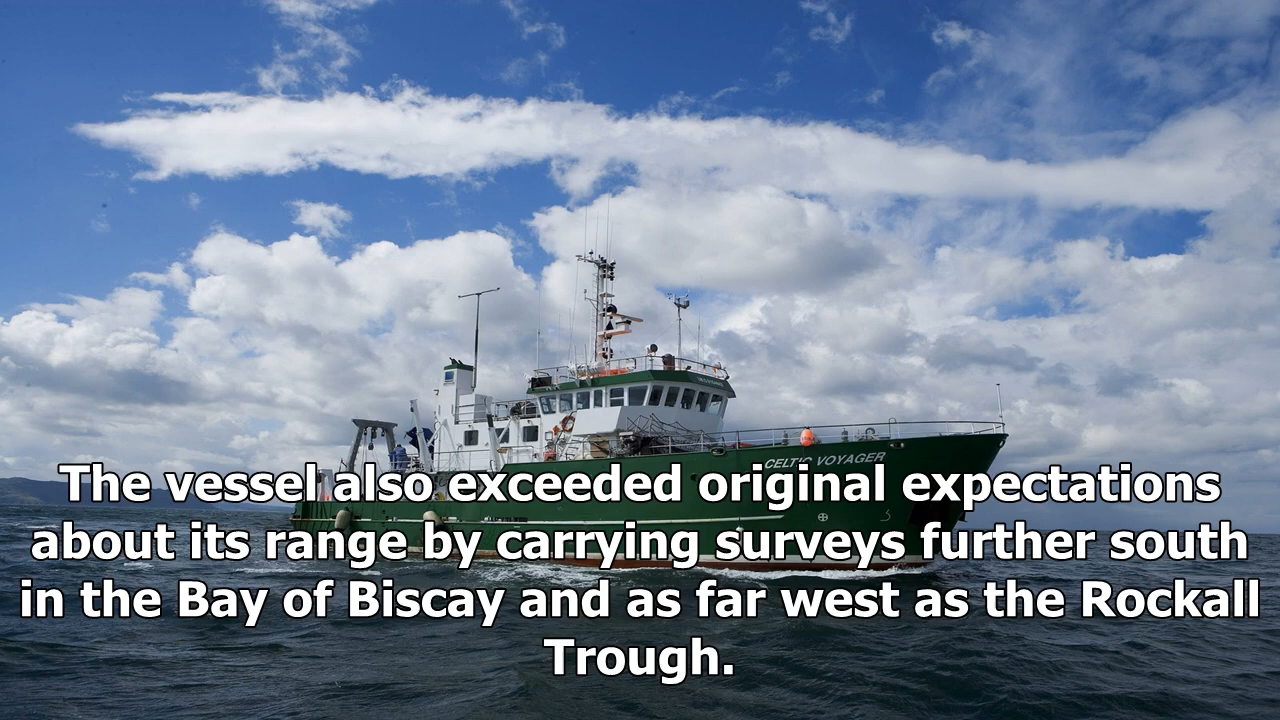 CELTIC VOYAGER
The vessel also exceeded original expectations
about its range by carrying surveys further south
in the Bay of Biscay and as far west as the Rockall
Trough.